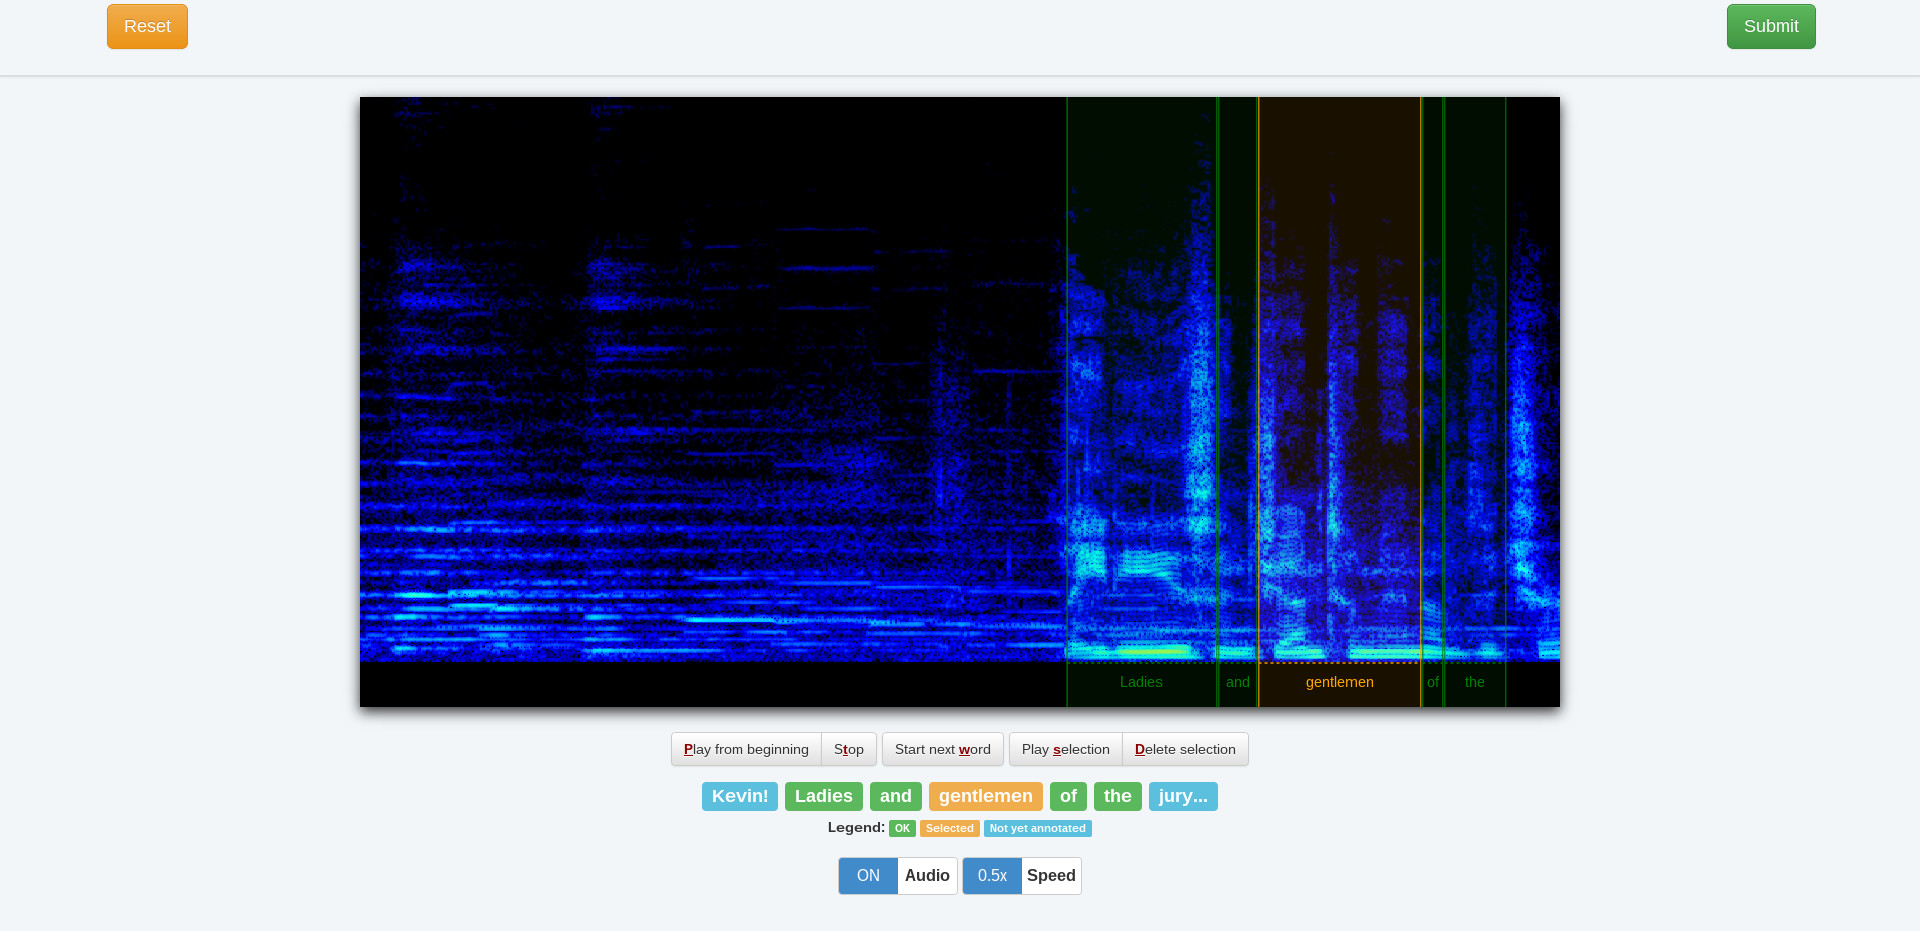 Reset
Submit
Ladies and gentlemen of the
Play from beginning Stop Start next word Play selection Delete selection
Kevin! Ladies and gentlemen of the jury...
Legend: OK Selected Not yet annotated
ON Audio 0.5x Speed